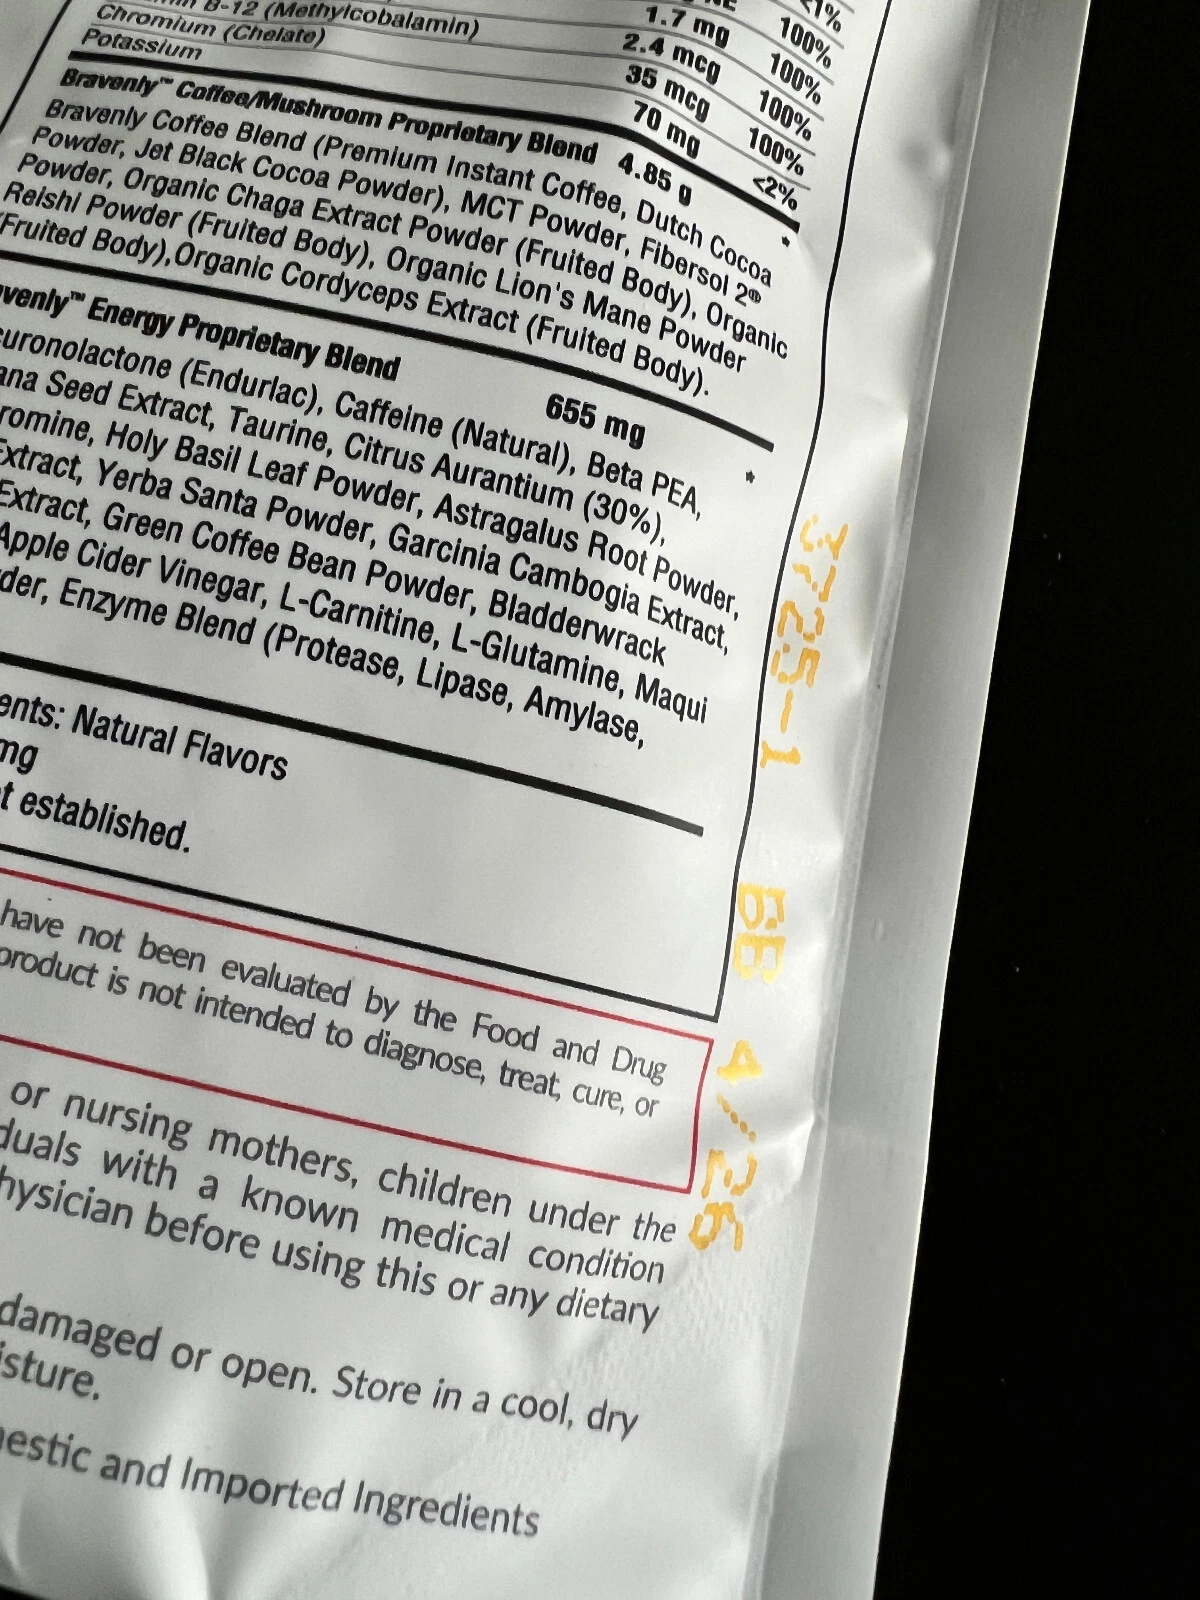 NE <1%
1.7 mg 100%
B-12 (Methylcobalamin) 2.4 mcg 100%
Chromium (Chelate) 35 mcg 100%
Potassium 70 mg <2%
Bravenly™ Coffee/Mushroom Proprietary Blend 4.85 g *
Bravenly Coffee Blend (Premium Instant Coffee, Dutch Cocoa
Powder, Jet Black Cocoa Powder), MCT Powder, Fibersol 2®
Powder, Organic Chaga Extract Powder (Fruited Body), Organic
Reishi Powder (Fruited Body), Organic Lion's Mane Powder
(Fruited Body),Organic Cordyceps Extract (Fruited Body).
venly™ Energy Proprietary Blend 655 mg *
uronolactone (Endurlac), Caffeine (Natural), Beta PEA,
ana Seed Extract, Taurine, Citrus Aurantium (30%),
romine, Holy Basil Leaf Powder, Astragalus Root Powder,
Extract, Yerba Santa Powder, Garcinia Cambogia Extract,
Extract, Green Coffee Bean Powder, Bladderwrack
Apple Cider Vinegar, L-Carnitine, L-Glutamine, Maqui
der, Enzyme Blend (Protease, Lipase, Amylase,
ents: Natural Flavors
mg
t established.
have not been evaluated by the Food and Drug
product is not intended to diagnose, treat, cure, or
or nursing mothers, children under the
duals with a known medical condition
hysician before using this or any dietary
damaged or open. Store in a cool, dry
isture.
estic and Imported Ingredients
3725-1 BB 4/25